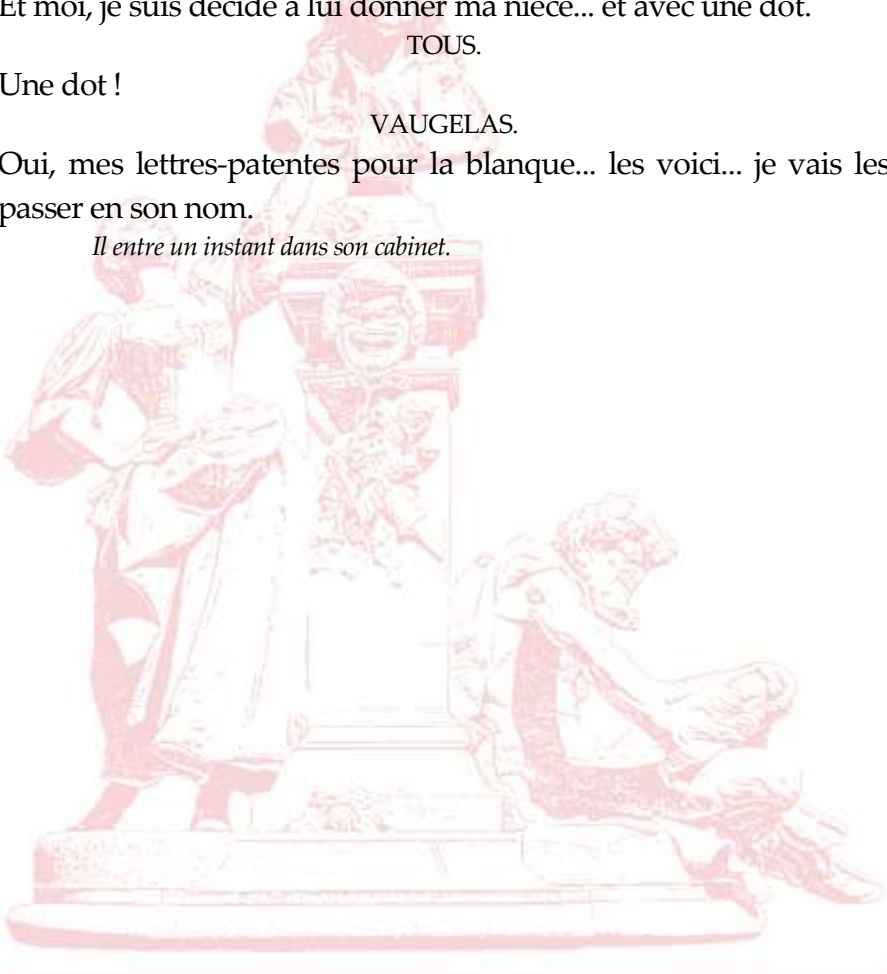 Et moi, je suis décidé à lui donner ma nièce... et avec une dot.
TOUS.
Une dot !
VAUGELAS.
Oui, mes lettres-patentes pour la blanque... les voici... je vais les
passer en son nom.
Il entre un instant dans son cabinet.